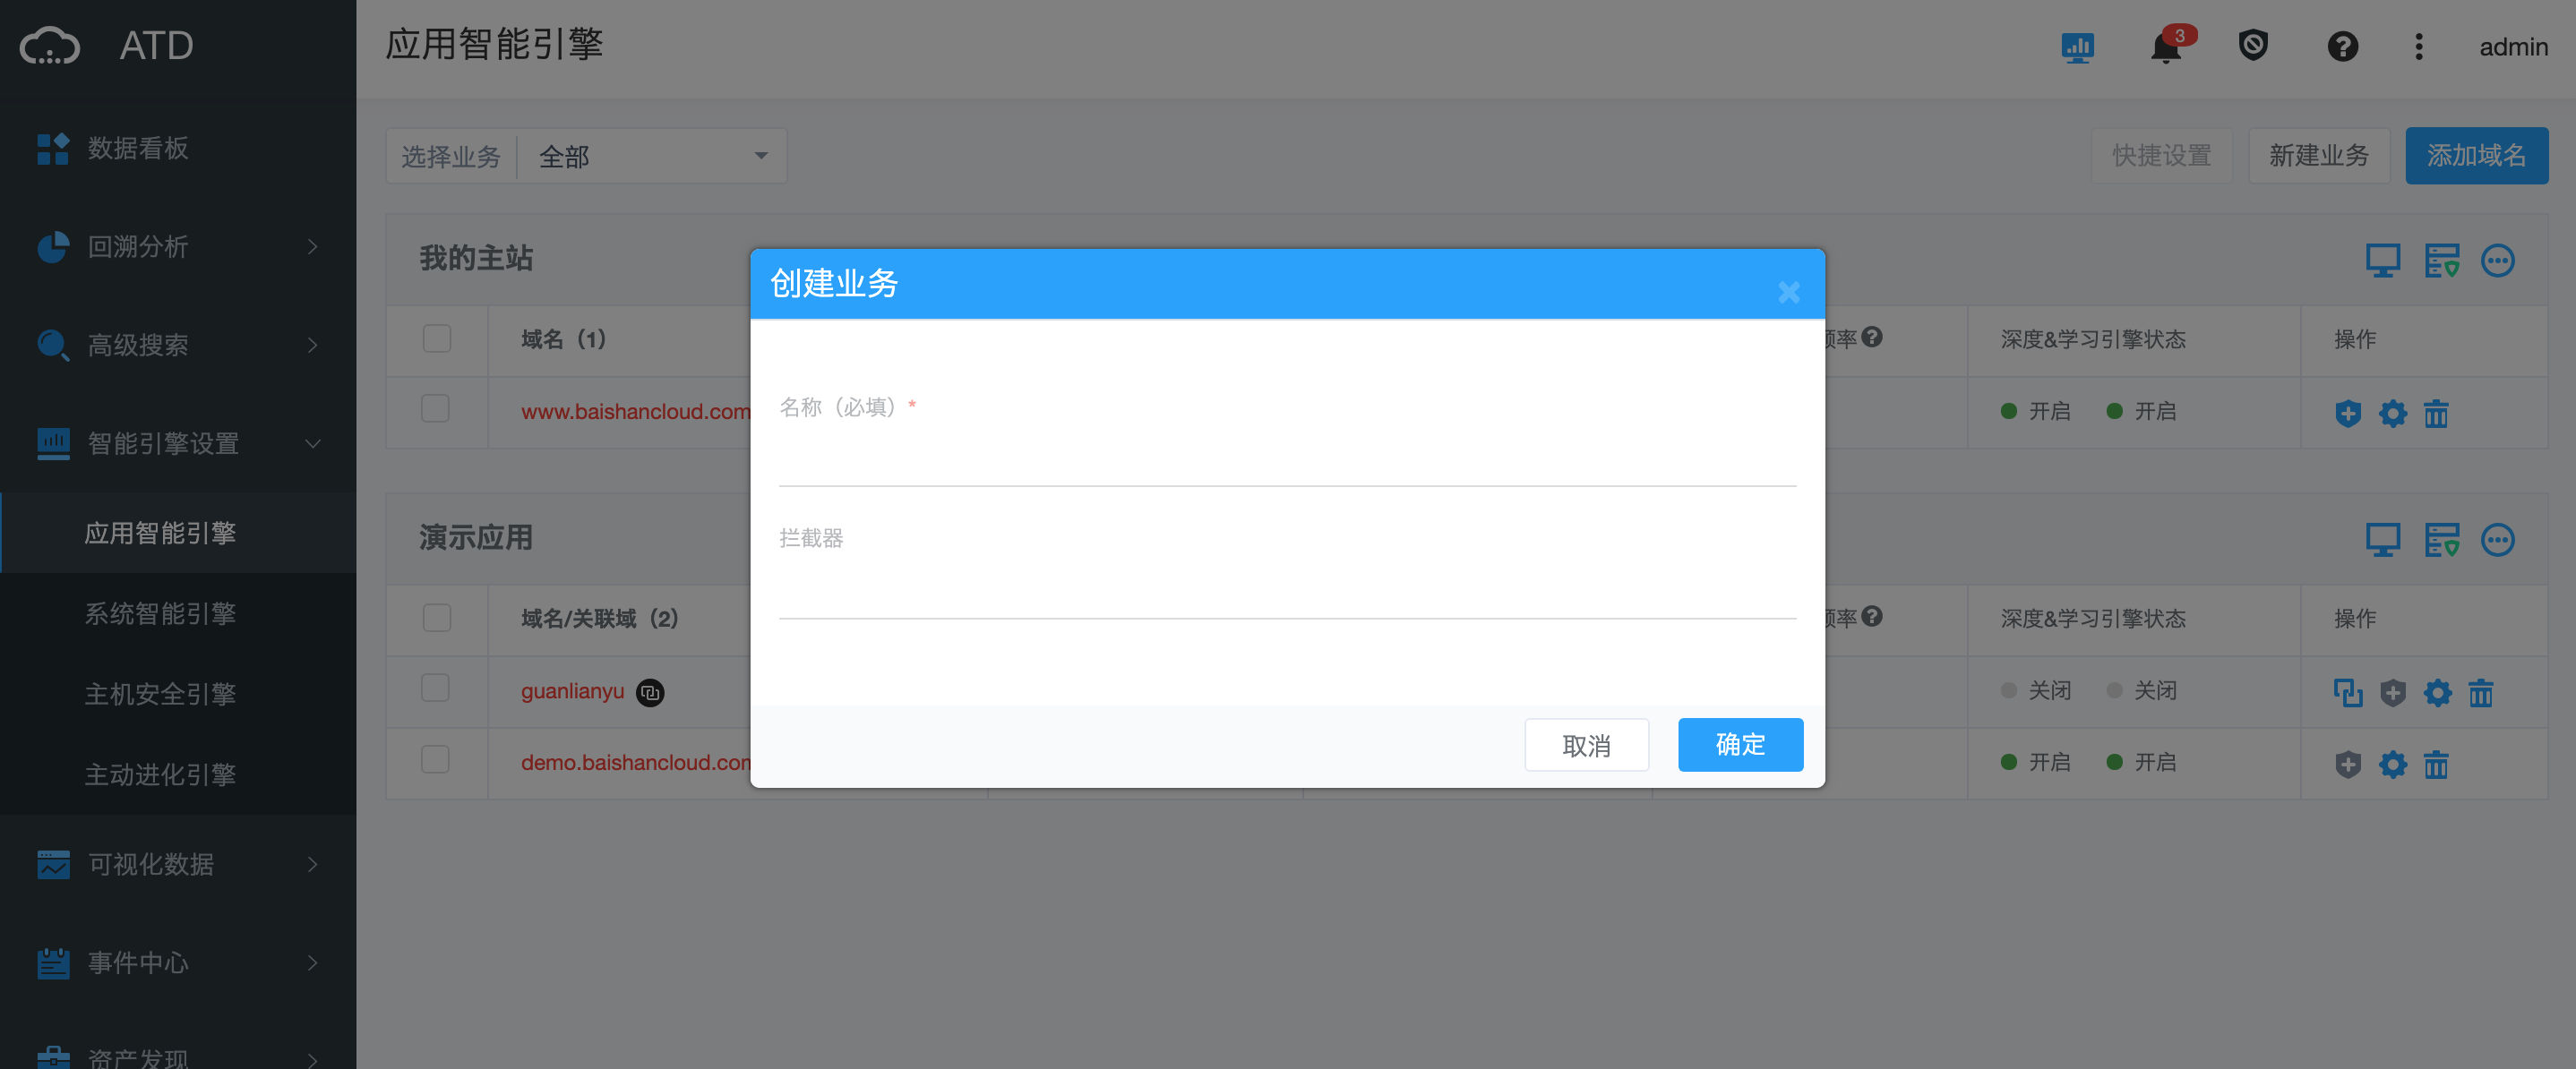 ATD
应用智能引擎
3
admin
数据看板
回溯分析
高级搜索
智能引擎设置
应用智能引擎
系统智能引擎
主机安全引擎
主动进化引擎
可视化数据
事件中心
资产发现
选择业务 全部
快捷设置 新建业务 添加域名
我的主站
域名（1） 率 深度&学习引擎状态 操作
www.baishancloud.com 开启 开启
演示应用
域名/关联域（2） 率 深度&学习引擎状态 操作
guanlianyu 关闭 关闭
demo.baishancloud.com 开启 开启
创建业务
名称（必填）*
拦截器
取消 确定